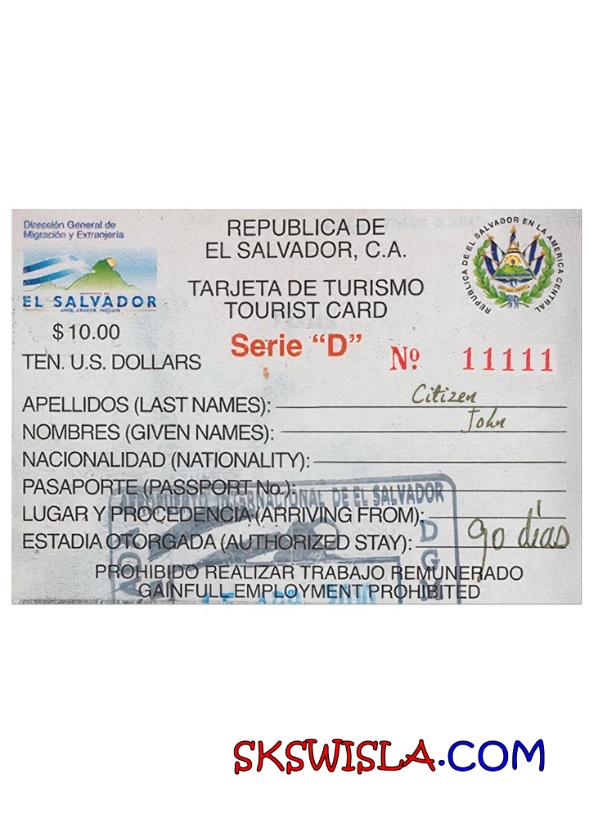 Dirección General de
Migración y Extranjería
EL SALVADOR
$10.00
TEN. U.S. DOLLARS
REPUBLICA DE
EL SALVADOR, C.A.
TARJETA DE TURISMO
TOURIST CARD
Serie “D”
REPUBLICA DE EL SALVADOR EN LA AMERICA CENTRAL
Nº 11111
APELLIDOS (LAST NAMES): Citizen
NOMBRES (GIVEN NAMES): John
NACIONALIDAD (NATIONALITY):
PASAPORTE (PASSPORT No.):
AEROPUERTO INTERNACIONAL DE EL SALVADOR
LUGAR Y PROCEDENCIA (ARRIVING FROM):
ESTADIA OTORGADA (AUTHORIZED STAY): 90 días
PROHIBIDO REALIZAR TRABAJO REMUNERADO
GAINFULL EMPLOYMENT PROHIBITED
SKSWISLA.COM